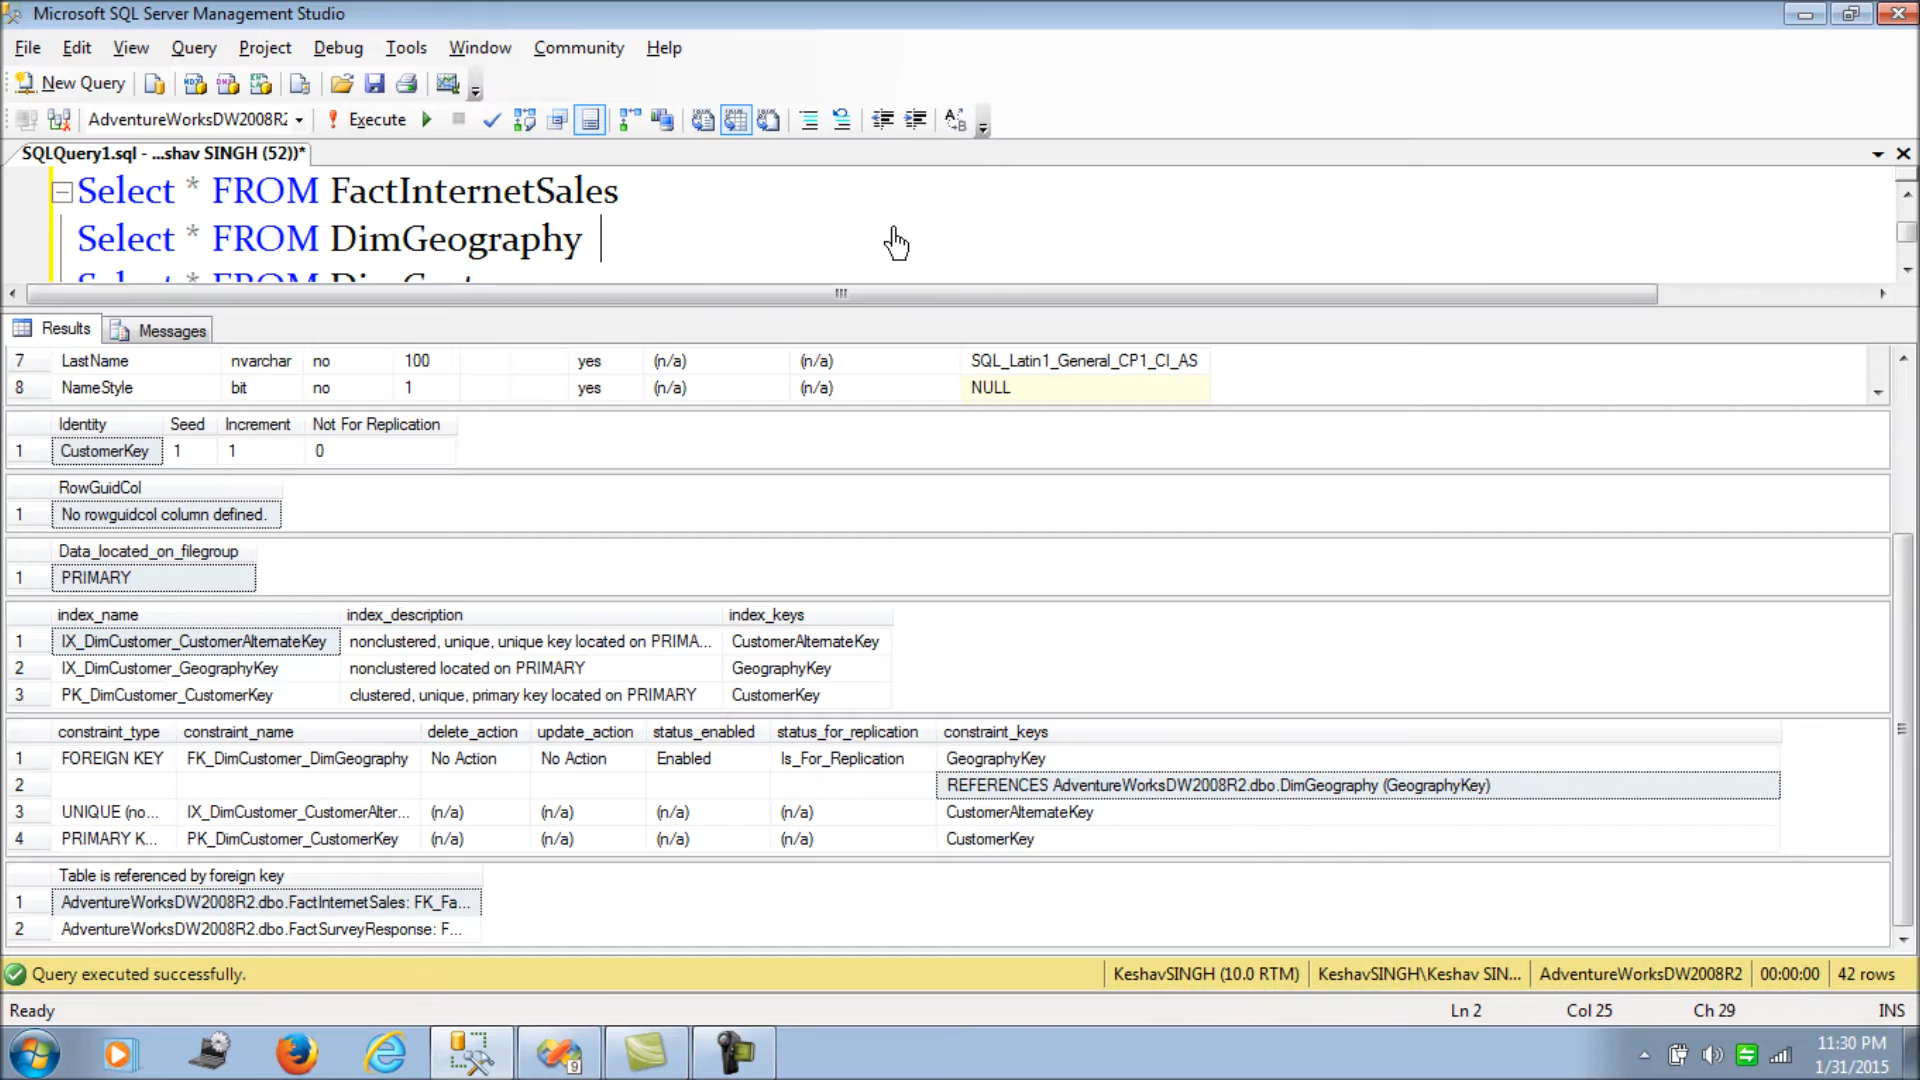 Microsoft SQL Server Management Studio
File Edit View Query Project Debug Tools Window Community Help
New Query
AdventureWorksDW2008R2 Execute
SQLQuery1.sql - ...shav SINGH (52))*
Select * FROM FactInternetSales
Select * FROM DimGeography
Results Messages
7 LastName nvarchar no 100 yes (n/a) (n/a) SQL_Latin1_General_CP1_CI_AS
8 NameStyle bit no 1 yes (n/a) (n/a) NULL
Identity Seed Increment Not For Replication
1 CustomerKey 1 1 0
RowGuidCol
1 No rowguidcol column defined.
Data_located_on_filegroup
1 PRIMARY
index_name index_description index_keys
1 IX_DimCustomer_CustomerAlternateKey nonclustered, unique, unique key located on PRIMA... CustomerAlternateKey
2 IX_DimCustomer_GeographyKey nonclustered located on PRIMARY GeographyKey
3 PK_DimCustomer_CustomerKey clustered, unique, primary key located on PRIMARY CustomerKey
constraint_type constraint_name delete_action update_action status_enabled status_for_replication constraint_keys
1 FOREIGN KEY FK_DimCustomer_DimGeography No Action No Action Enabled Is_For_Replication GeographyKey
2 REFERENCES AdventureWorksDW2008R2.dbo.DimGeography (GeographyKey)
3 UNIQUE (no... IX_DimCustomer_CustomerAlter... (n/a) (n/a) (n/a) (n/a) CustomerAlternateKey
4 PRIMARY K... PK_DimCustomer_CustomerKey (n/a) (n/a) (n/a) (n/a) CustomerKey
Table is referenced by foreign key
1 AdventureWorksDW2008R2.dbo.FactInternetSales: FK_Fa...
2 AdventureWorksDW2008R2.dbo.FactSurveyResponse: F...
Query executed successfully. KeshavSINGH (10.0 RTM) KeshavSINGH\Keshav SIN... AdventureWorksDW2008R2 00:00:00 42 rows
Ready Ln 2 Col 25 Ch 29 INS
9
11:30 PM
1/31/2015